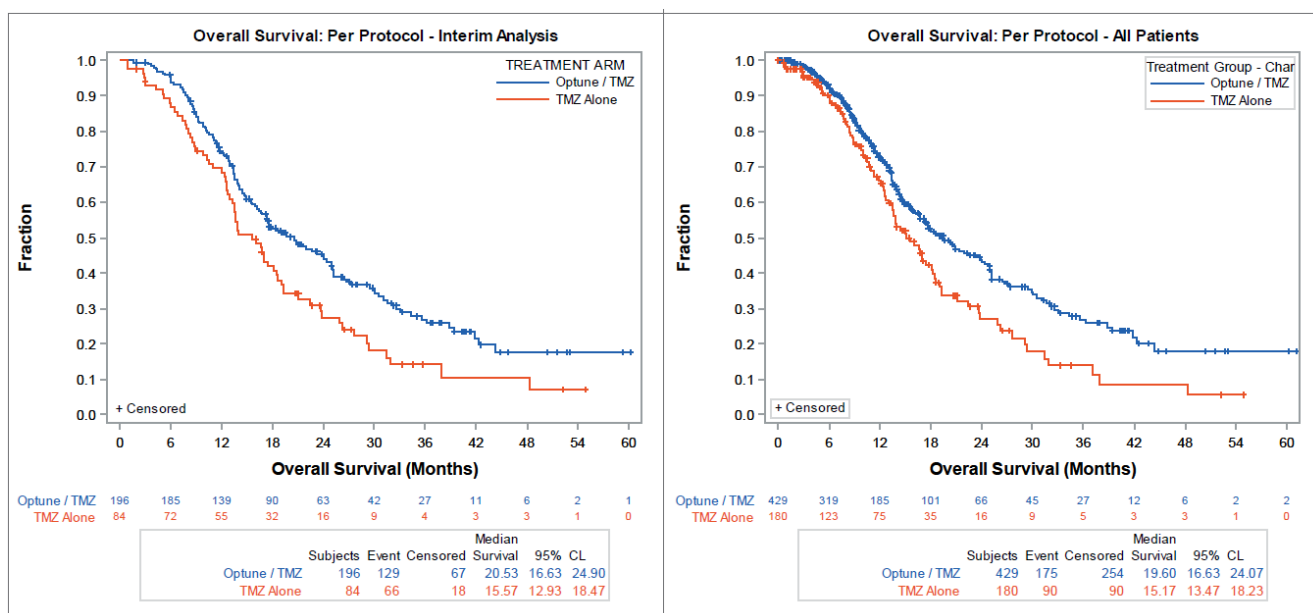 Overall Survival: Per Protocol - Interim Analysis
TREATMENT ARM
Optune / TMZ
TMZ Alone
1.0
0.9
0.8
0.7
0.6
0.5
0.4
0.3
0.2
0.1
0.0
Fraction
+ Censored
0 6 12 18 24 30 36 42 48 54 60
Overall Survival (Months)
Optune / TMZ 196 185 139 90 63 42 27 11 6 2 1
TMZ Alone 84 72 55 32 16 9 4 3 3 1 0
Median
Subjects Event Censored Survival 95% CL
Optune / TMZ 196 129 67 20.53 16.63 24.90
TMZ Alone 84 66 18 15.57 12.93 18.47
Overall Survival: Per Protocol - All Patients
Treatment Group - Char
Optune / TMZ
TMZ Alone
1.0
0.9
0.8
0.7
0.6
0.5
0.4
0.3
0.2
0.1
0.0
Fraction
+ Censored
0 6 12 18 24 30 36 42 48 54 60
Overall Survival (Months)
Optune / TMZ 429 319 185 101 66 45 27 12 6 2 2
TMZ Alone 180 123 75 35 16 9 5 3 3 1 0
Median
Subjects Event Censored Survival 95% CL
Optune / TMZ 429 175 254 19.60 16.63 24.07
TMZ Alone 180 90 90 15.17 13.47 18.23